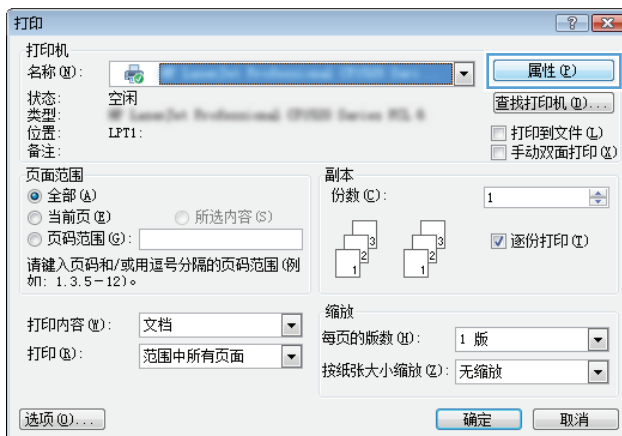 打印
打印机
名称(N):
属性(P)
状态: 空闲
查找打印机(D)...
类型:
位置: LPT1:
打印到文件(L)
备注:
手动双面打印(X)
页面范围
全部(A)
当前页(E) 所选内容(S)
页码范围(G):
请键入页码和/或用逗号分隔的页码范围(例
如: 1.3.5-12)。
副本
份数(C): 1
3
2
1
3
2
1
逐份打印(T)
打印内容(W): 文档
打印(R): 范围中所有页面
缩放
每页的版数(H): 1 版
按纸张大小缩放(Z): 无缩放
选项(O)... 确定 取消